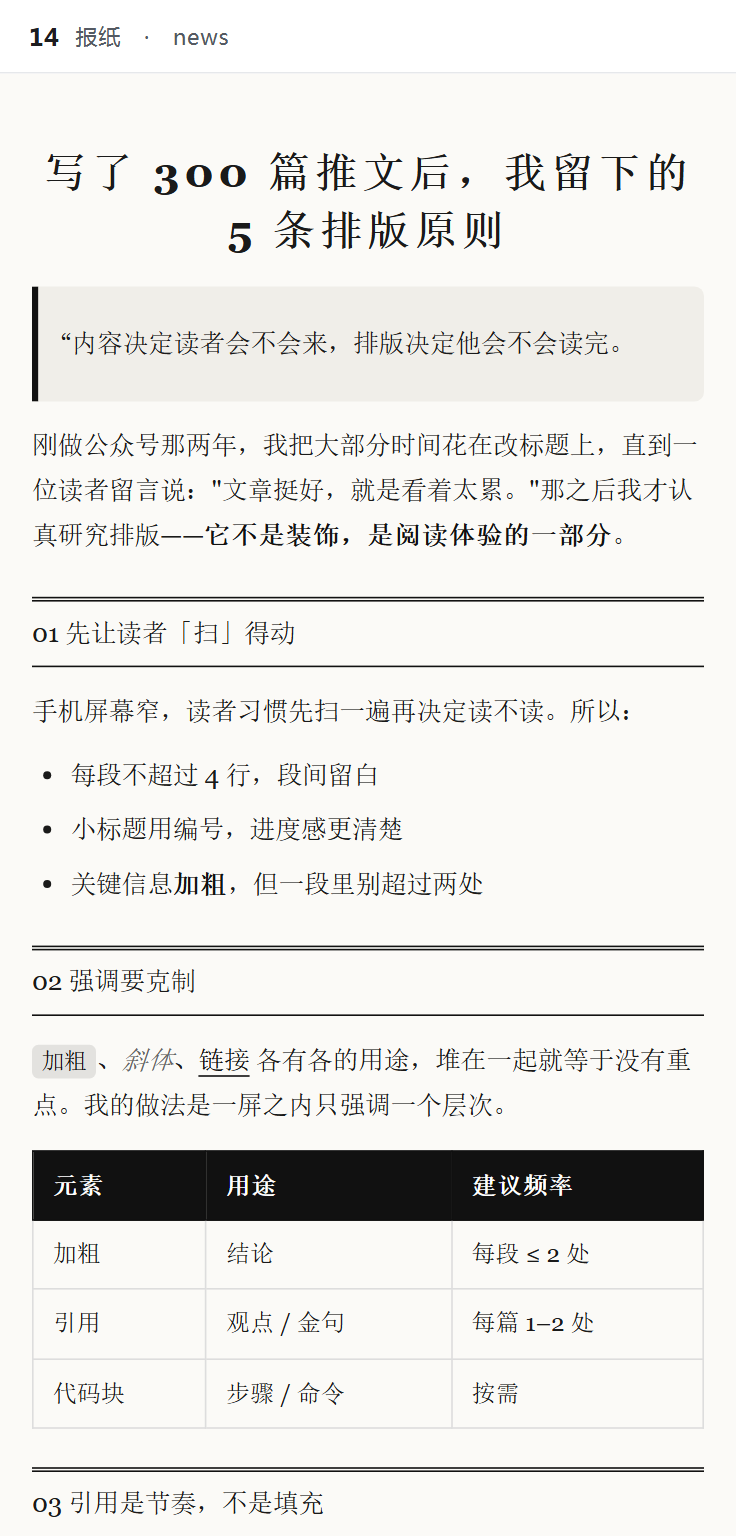 14 报纸 · news
写了 300 篇推文后，我留下的
5 条排版原则
“内容决定读者会不会来，排版决定他会不会读完。
刚做公众号那两年，我把大部分时间花在改标题上，直到一
位读者留言说："文章挺好，就是看着太累。"那之后我才认
真研究排版——它不是装饰，是阅读体验的一部分。
01 先让读者「扫」得动
手机屏幕窄，读者习惯先扫一遍再决定读不读。所以：
• 每段不超过 4 行，段间留白
• 小标题用编号，进度感更清楚
• 关键信息加粗，但一段里别超过两处
02 强调要克制
加粗、斜体、链接 各有各的用途，堆在一起就等于没有重
点。我的做法是一屏之内只强调一个层次。
元素 用途 建议频率
加粗 结论 每段 ≤ 2 处
引用 观点 / 金句 每篇 1–2 处
代码块 步骤 / 命令 按需
03 引用是节奏，不是填充